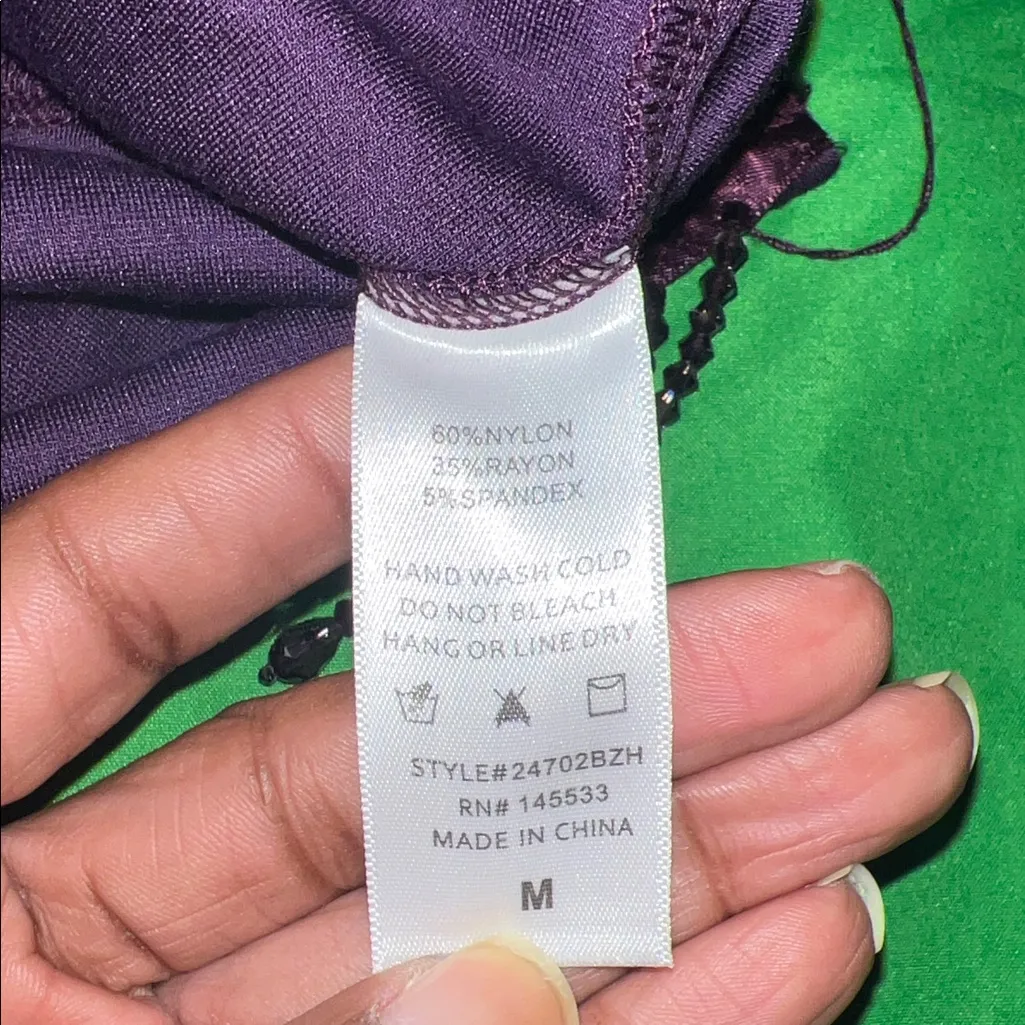 60%NYLON
35%RAYON
5%SPANDEX
HAND WASH COLD
DO NOT BLEACH
HANG OR LINE DRY
STYLE#24702BZH
RN# 145533
MADE IN CHINA
M